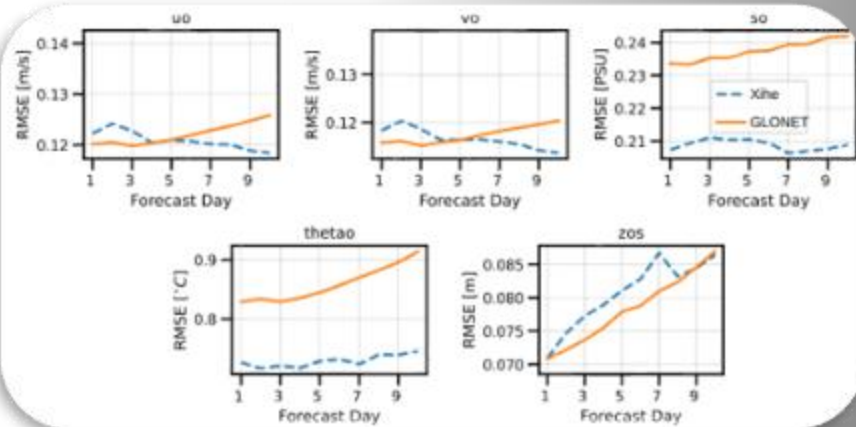 uo
0.14
0.13
0.12
RMSE [m/s]
1 3 5 7 9
Forecast Day
vo
0.13
0.12
RMSE [m/s]
1 3 5 7 9
Forecast Day
so
0.24
0.23
0.22
0.21
RMSE [PSU]
Xihe
GLONET
1 3 5 7 9
Forecast Day
thetao
0.9
0.8
RMSE [°C]
1 3 5 7 9
Forecast Day
zos
0.085
0.080
0.075
0.070
RMSE [m]
1 3 5 7 9
Forecast Day